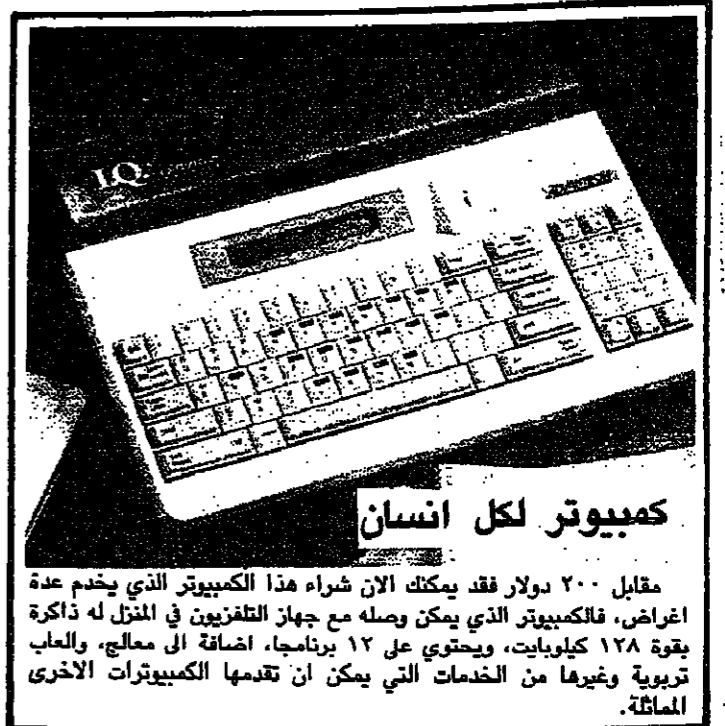 I.Q.
كمبيوتر لكل انسان
مقابل ٢٠٠ دولار فقد يمكنك الان شراء هذا الكمبيوتر الذي يخدم عدة
اغراض، فالكمبيوتر الذي يمكن وصله مع جهاز التلفزيون في المنزل له ذاكرة
بقوة ١٢٨ كيلوبايت، ويحتوي على ١٢ برنامجا، اضافة الى معالج، والعاب
تربوية وغيرها من الخدمات التي يمكن ان تقدمها الكمبيوترات الاخرى
المماثلة.